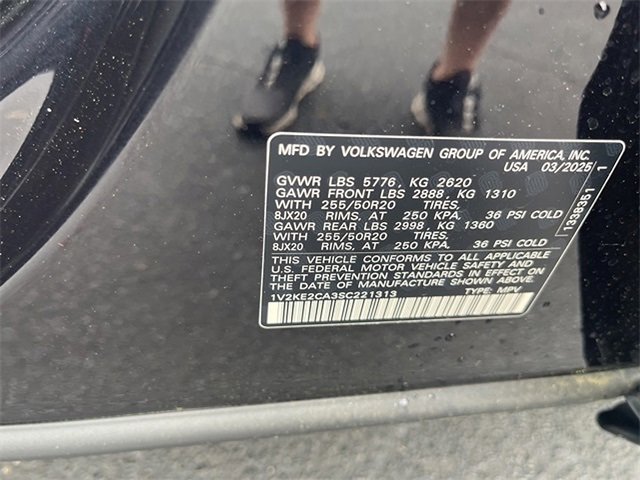 MFD BY VOLKSWAGEN GROUP OF AMERICA, INC.
USA 03/2025
GVWR LBS 5776, KG 2620
GAWR FRONT LBS 2888, KG 1310
WITH 255/50R20 TIRES,
8JX20 RIMS, AT 250 KPA, 36 PSI COLD
GAWR REAR LBS 2998, KG 1360
WITH 255/50R20 TIRES,
8JX20 RIMS, AT 250 KPA, 36 PSI COLD
THIS VEHICLE CONFORMS TO ALL APPLICABLE
U.S. FEDERAL MOTOR VEHICLE SAFETY AND
THEFT PREVENTION STANDARDS IN EFFECT ON
THE DATE OF MANUFACTURE SHOWN ABOVE.
1V2KE2CA3SC221313 TYPE: MPV
1338351 1